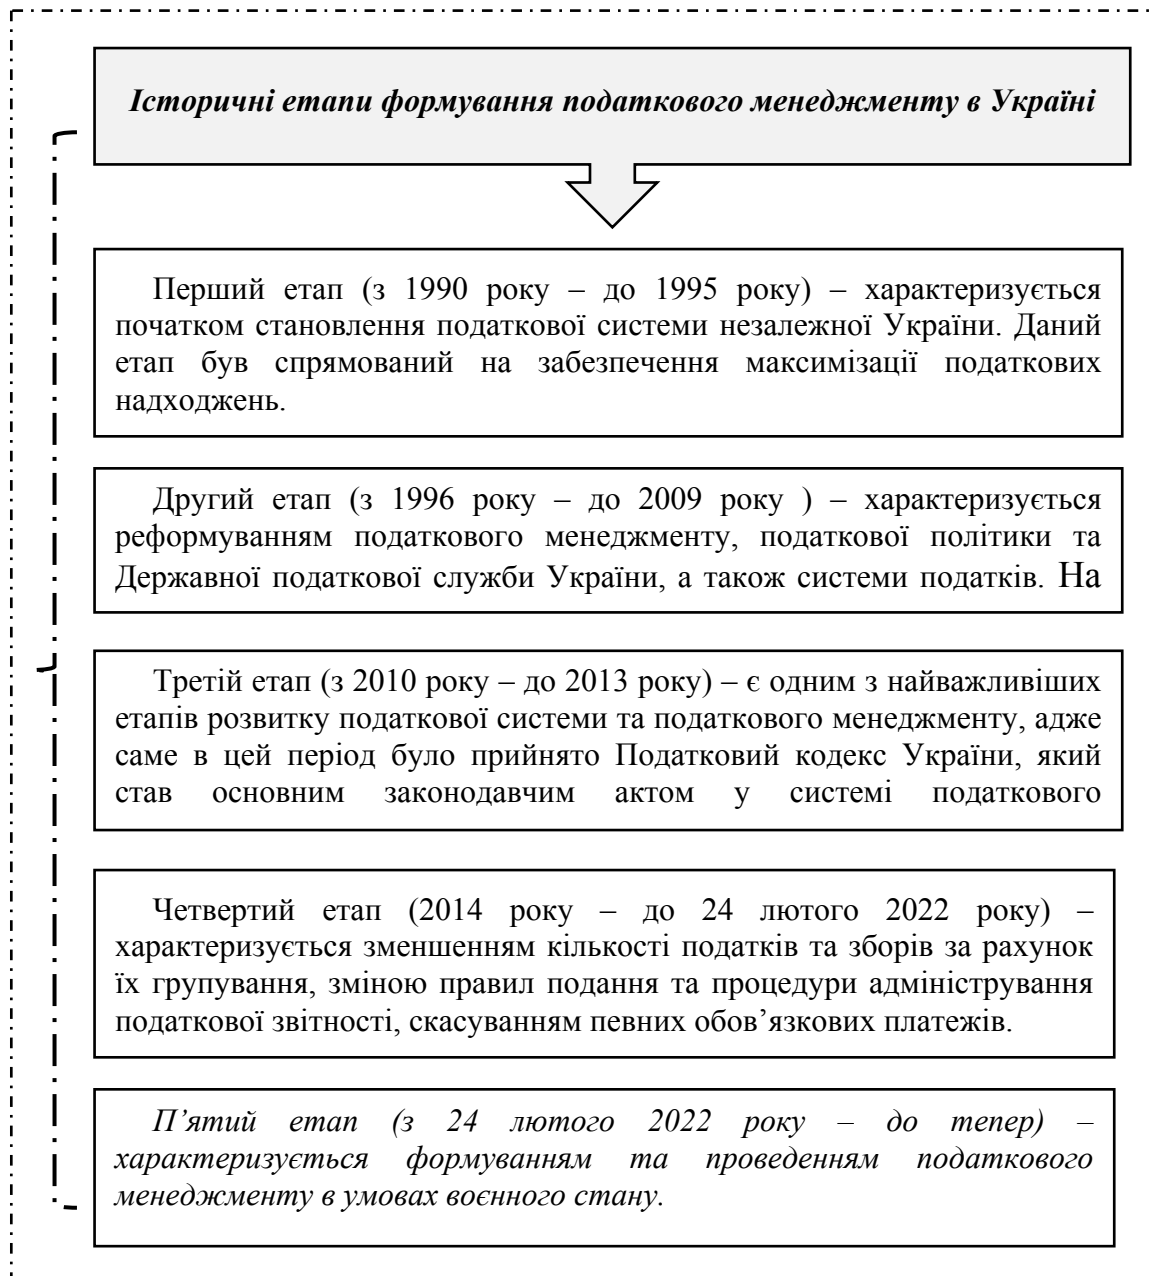 Історичні етапи формування податкового менеджменту в Україні
Перший етап (з 1990 року – до 1995 року) – характеризується
початком становлення податкової системи незалежної України. Даний
етап був спрямований на забезпечення максимізації податкових
надходжень.
Другий етап (з 1996 року – до 2009 року ) – характеризується
реформуванням податкового менеджменту, податкової політики та
Державної податкової служби України, а також системи податків. На
Третій етап (з 2010 року – до 2013 року) – є одним з найважливіших
етапів розвитку податкової системи та податкового менеджменту, адже
саме в цей період було прийнято Податковий кодекс України, який
став основним законодавчим актом у системі податкового
Четвертий етап (2014 року – до 24 лютого 2022 року) –
характеризується зменшенням кількості податків та зборів за рахунок
їх групування, зміною правил подання та процедури адміністрування
податкової звітності, скасуванням певних обов’язкових платежів.
П’ятий етап (з 24 лютого 2022 року – до тепер) –
характеризується формуванням та проведенням податкового
менеджменту в умовах воєнного стану.